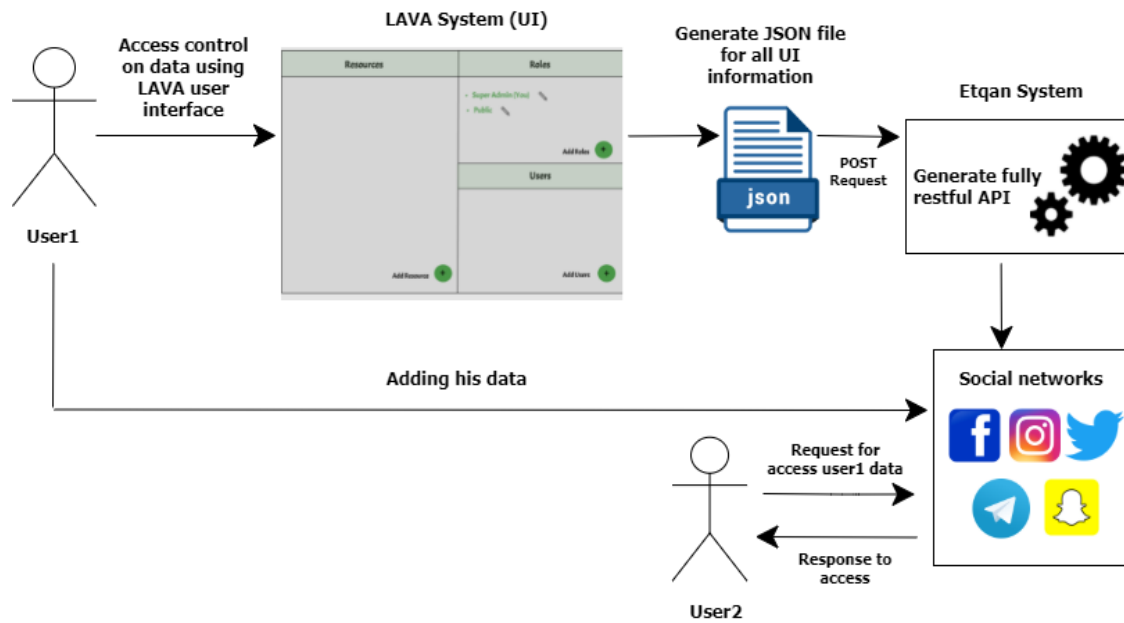 LAVA System (UI)
Access control
on data using
LAVA user
interface
User1
Resources
Roles
Super Admin (You)
Public
Add Roles
Users
Add Resource
Add Users
Generate JSON file
for all UI
information
json
POST
Request
Etqan System
Generate fully
restful API
Adding his data
Social networks
Request for
access user1 data
Response to
access
User2